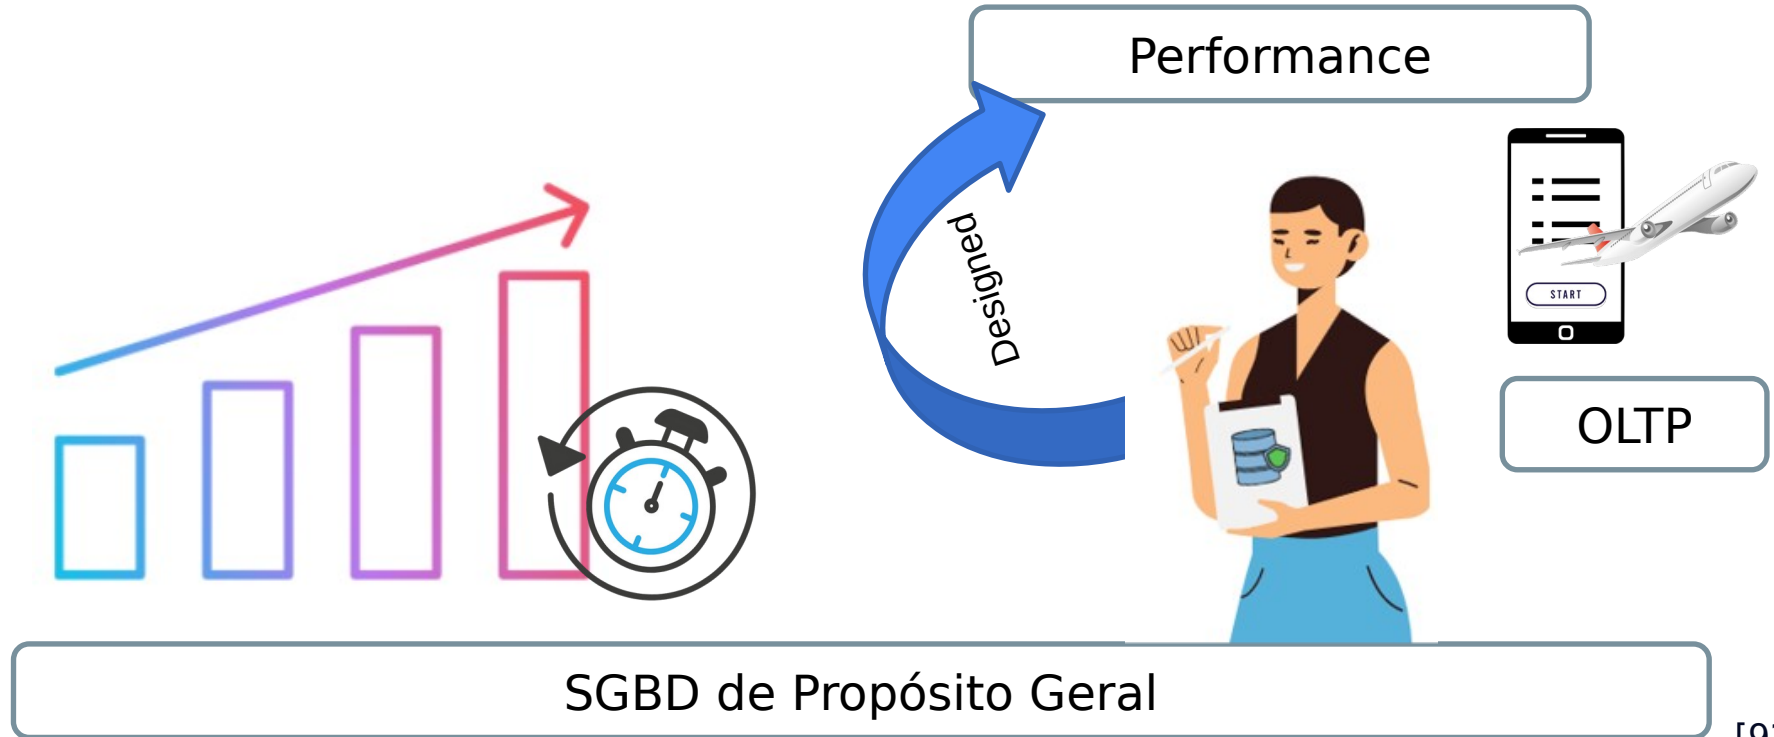 Performance
Designed
START
OLTP
SGBD de Propósito Geral